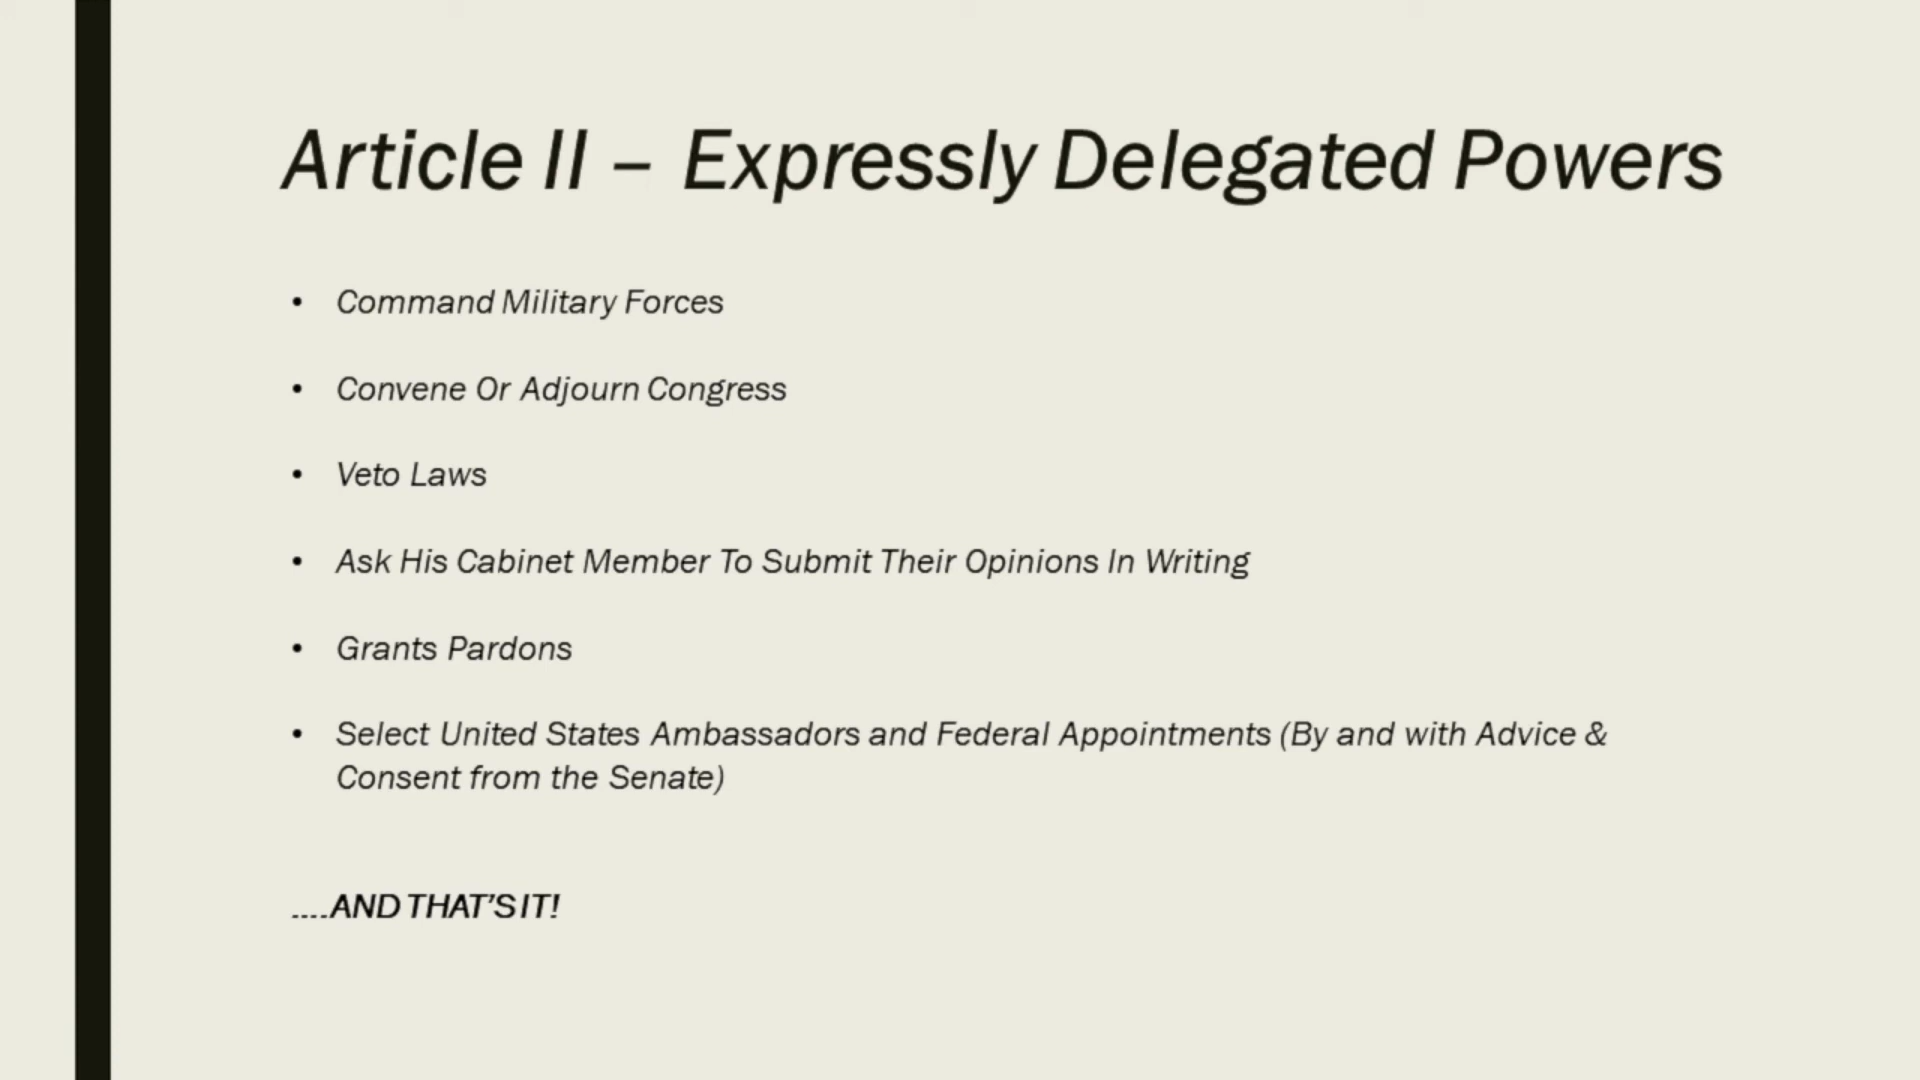 Article II – Expressly Delegated Powers
• Command Military Forces
• Convene Or Adjourn Congress
• Veto Laws
• Ask His Cabinet Member To Submit Their Opinions In Writing
• Grants Pardons
• Select United States Ambassadors and Federal Appointments (By and with Advice &
Consent from the Senate)
....AND THAT'S IT!